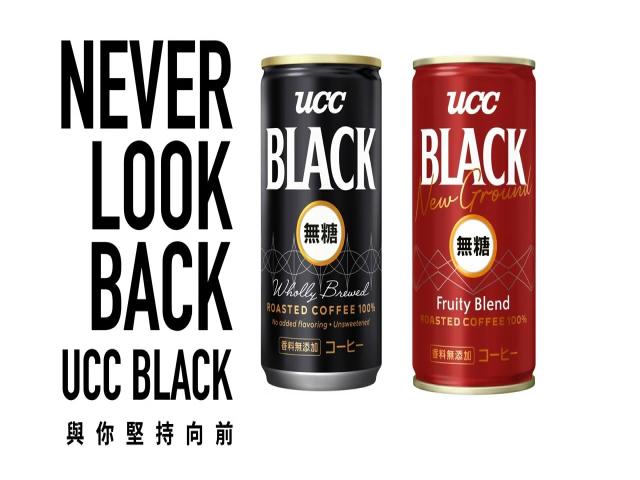 NEVER
LOOK
BACK
UCC BLACK
與你堅持向前
UCC
BLACK
無糖
Wholly Brewed
ROASTED COFFEE 100%
No added flavoring • Unsweetened
香料無添加 コーヒー
UCC
BLACK
New Ground
無糖
Fruity Blend
ROASTED COFFEE 100%
香料無添加 コーヒー